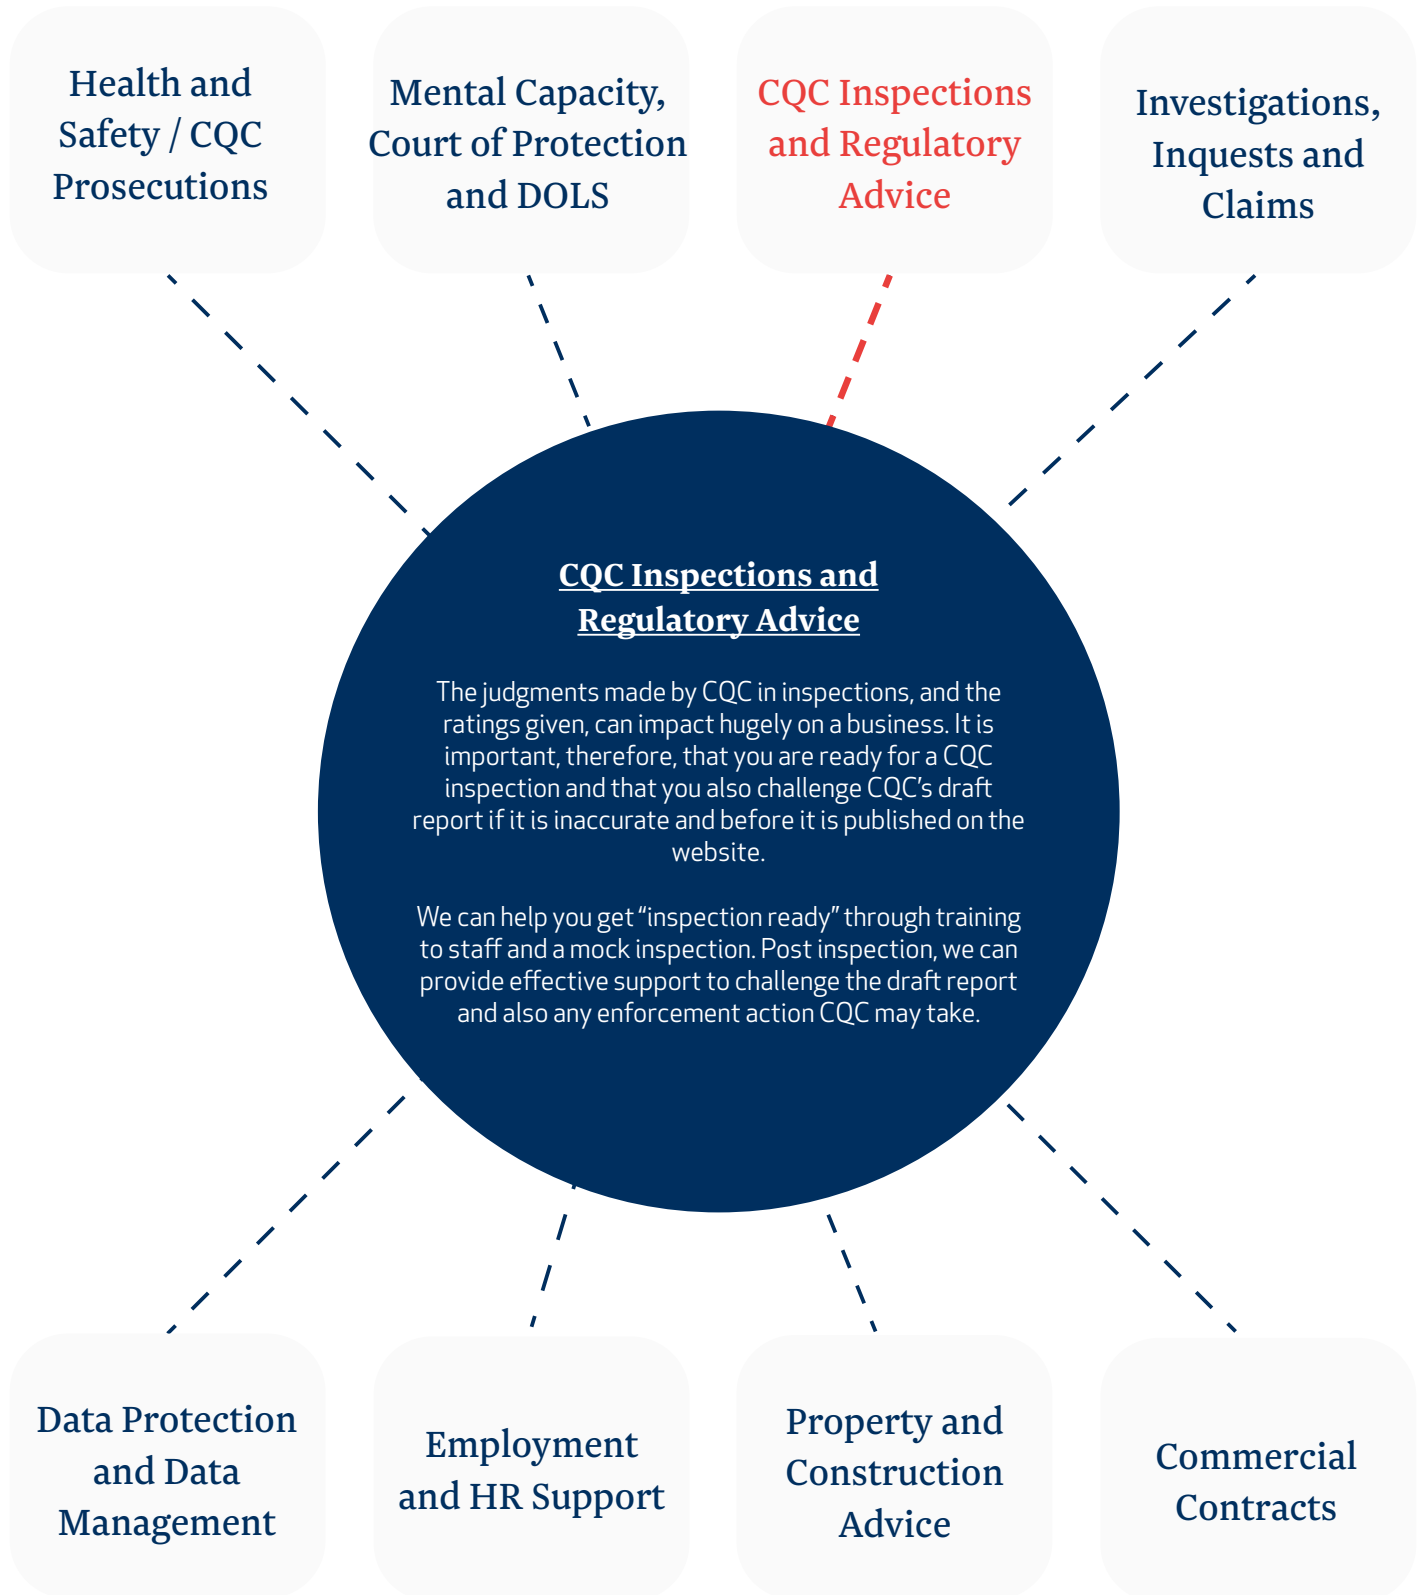 Health and
Safety / CQC
Prosecutions
Mental Capacity,
Court of Protection
and DOLS
CQC Inspections
and Regulatory
Advice
Investigations,
Inquests and
Claims
CQC Inspections and
Regulatory Advice
The judgments made by CQC in inspections, and the
ratings given, can impact hugely on a business. It is
important, therefore, that you are ready for a CQC
inspection and that you also challenge CQC’s draft
report if it is inaccurate and before it is published on the
website.
We can help you get “inspection ready” through training
to staff and a mock inspection. Post inspection, we can
provide effective support to challenge the draft report
and also any enforcement action CQC may take.
Data Protection
and Data
Management
Employment
and HR Support
Property and
Construction
Advice
Commercial
Contracts